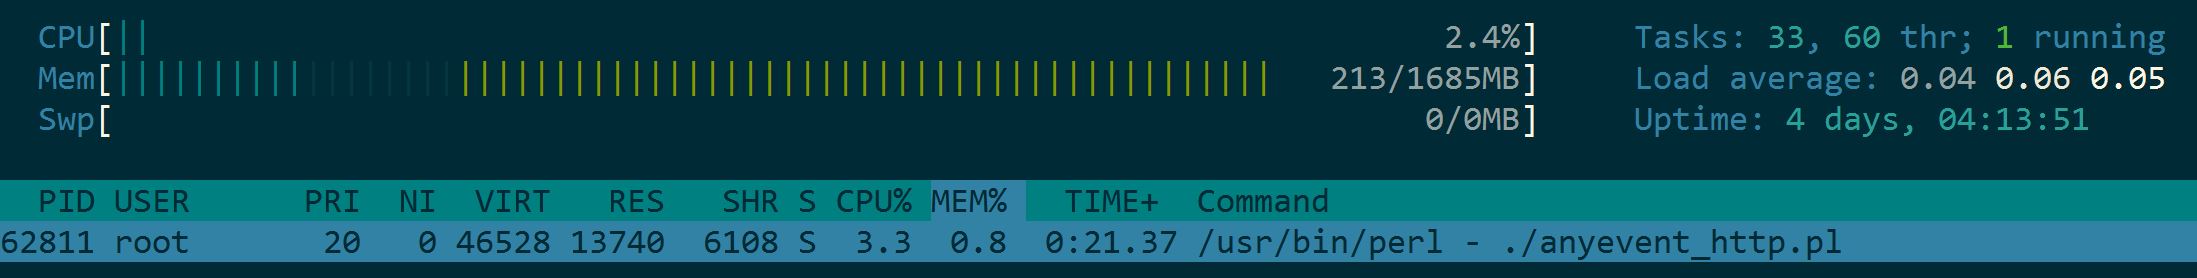 CPU[|| 2.4%] Tasks: 33, 60 thr; 1 running
Mem[|||||||||||||||||||||||||||||||||||||||||||||||||||||||||||||| 213/1685MB] Load average: 0.04 0.06 0.05
Swp[ 0/0MB] Uptime: 4 days, 04:13:51
PID USER PRI NI VIRT RES SHR S CPU% MEM% TIME+ Command
62811 root 20 0 46528 13740 6108 S 3.3 0.8 0:21.37 /usr/bin/perl - ./anyevent_http.pl